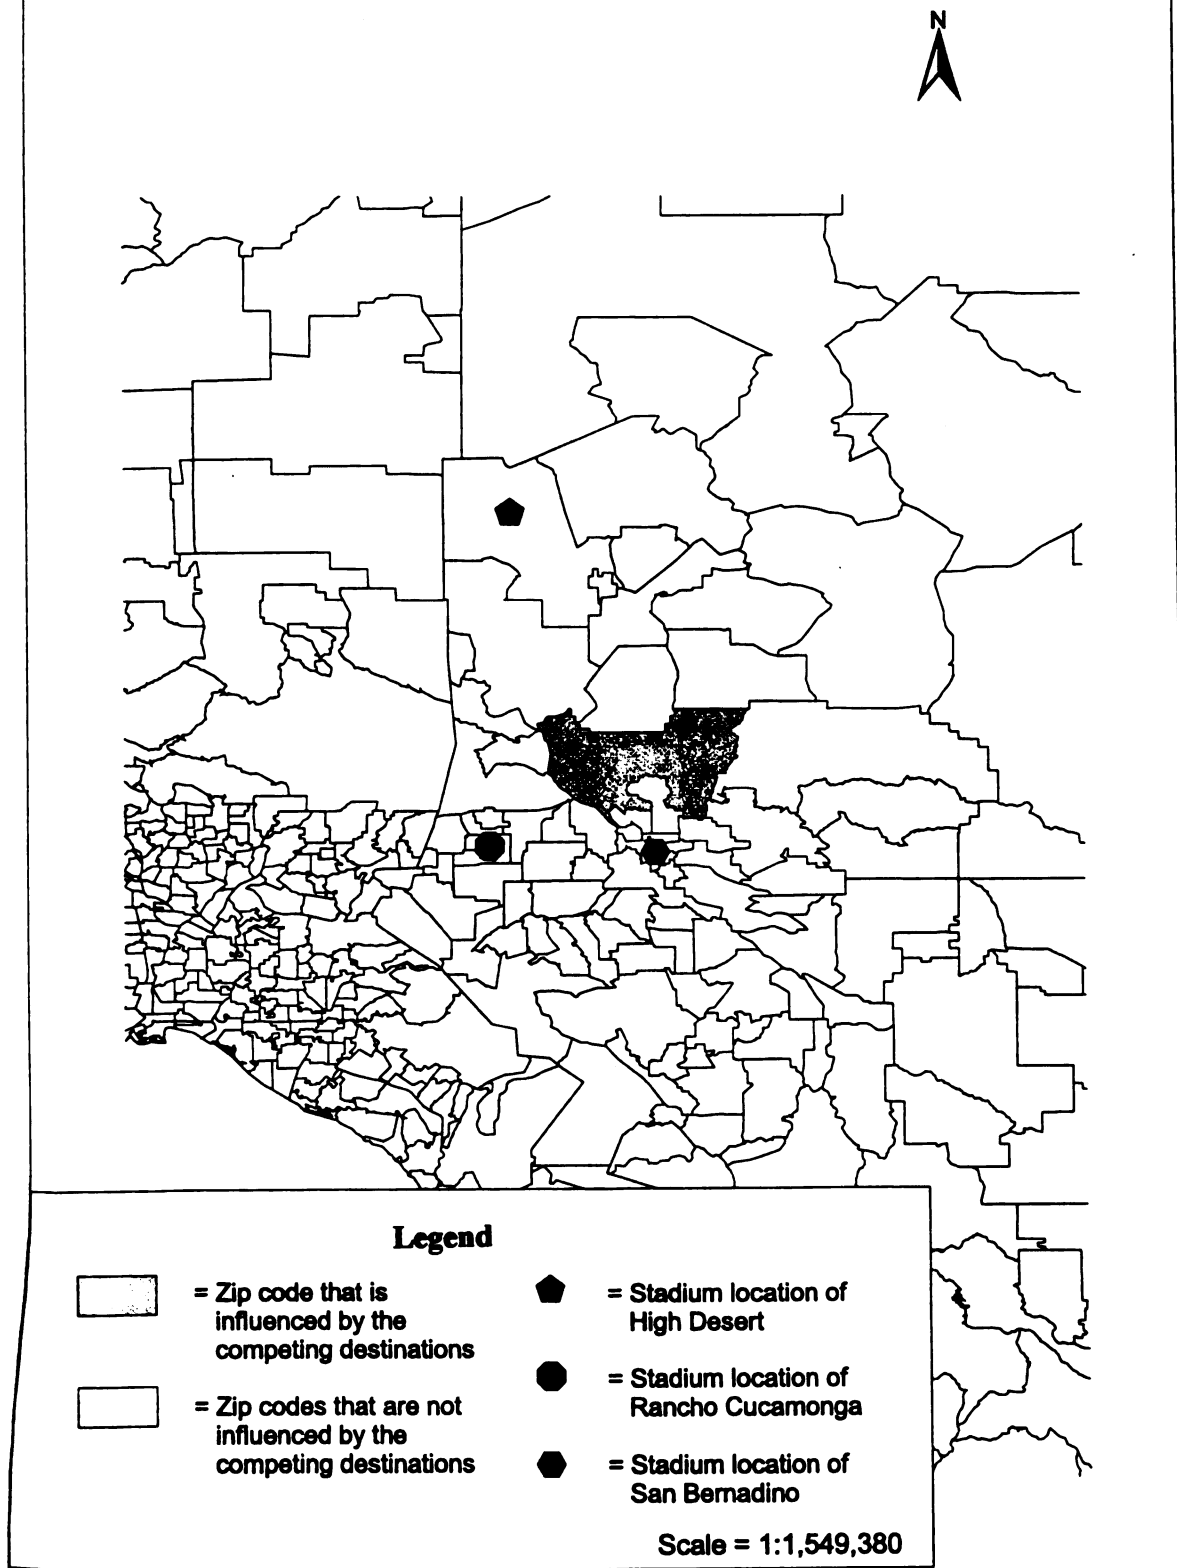 N
Legend
= Zip code that is
influenced by the
competing destinations
= Zip codes that are not
influenced by the
competing destinations
= Stadium location of
High Desert
= Stadium location of
Rancho Cucamonga
= Stadium location of
San Bernadino
Scale = 1:1,549,380